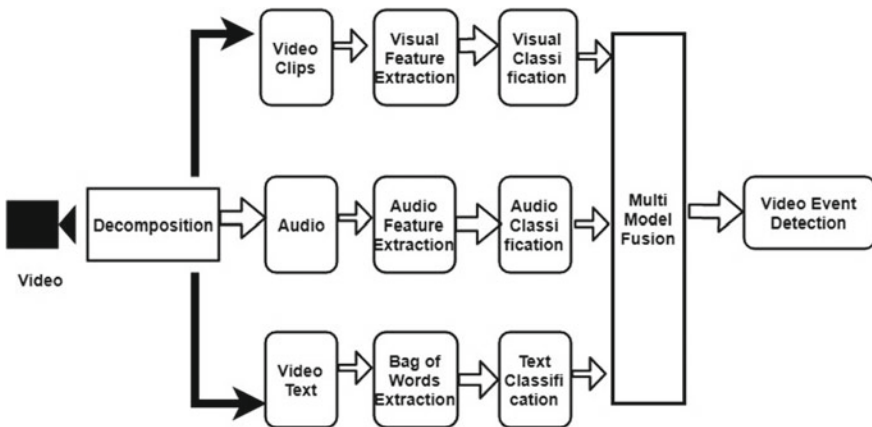 Video
Decomposition
Video
Clips
Visual
Feature
Extraction
Visual
Classi
fication
Audio
Audio
Feature
Extraction
Audio
Classi
fication
Video
Text
Bag of
Words
Extraction
Text
Classifi
cation
Multi
Model
Fusion
Video Event
Detection